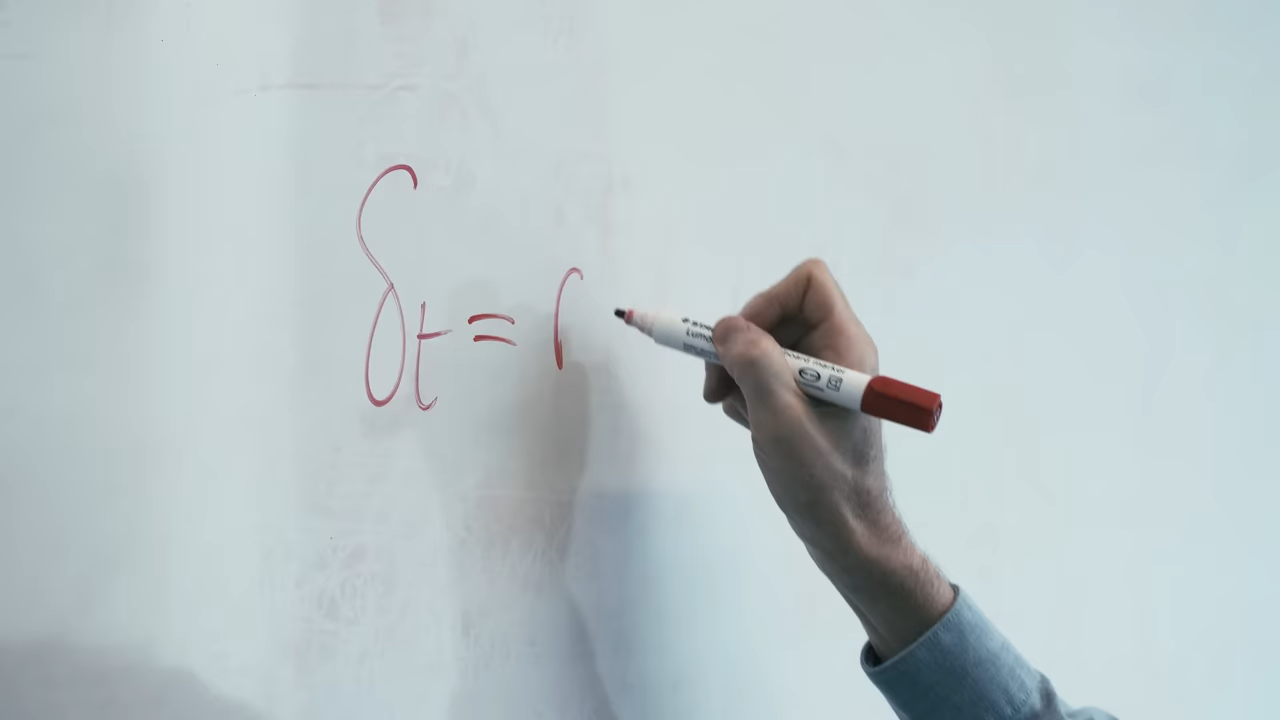 δt = r